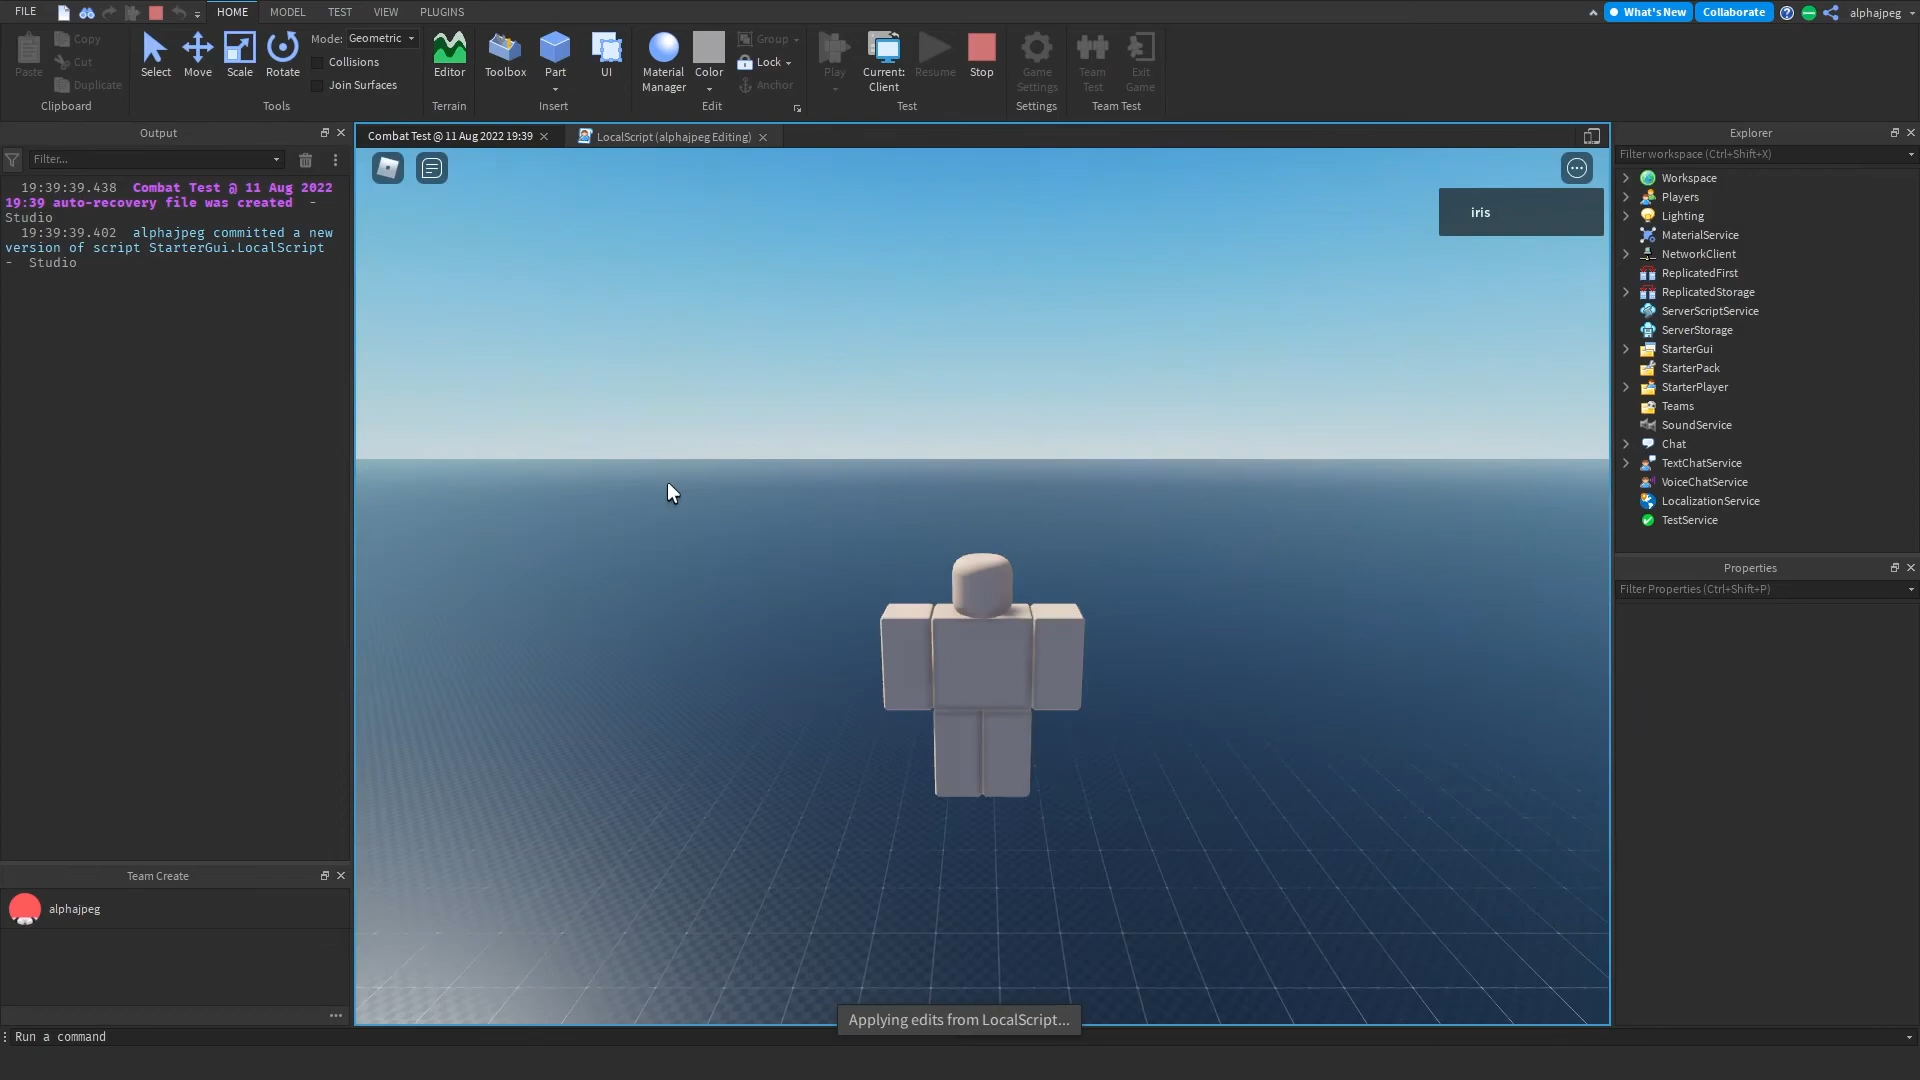 FILE
HOME
MODEL
TEST
VIEW
PLUGINS
What's New
Collaborate
alphajpeg
Paste
Copy
Cut
Duplicate
Clipboard
Select
Move
Scale
Rotate
Mode: Geometric
Collisions
Join Surfaces
Tools
Editor
Terrain
Toolbox
Part
UI
Insert
Material
Manager
Color
Group
Lock
Anchor
Edit
Play
Current:
Client
Resume
Stop
Test
Game
Settings
Settings
Team
Test
Exit
Game
Team Test
Output
Filter...
19:39:39.438 Combat Test @ 11 Aug 2022
19:39 auto-recovery file was created -
Studio
19:39:39.402 alphajpeg committed a new
version of script StarterGui.LocalScript
- Studio
Team Create
alphajpeg
Run a command
Combat Test @ 11 Aug 2022 19:39
LocalScript (alphajpeg Editing)
iris
Applying edits from LocalScript...
Explorer
Filter workspace (Ctrl+Shift+X)
Workspace
Players
Lighting
MaterialService
NetworkClient
ReplicatedFirst
ReplicatedStorage
ServerScriptService
ServerStorage
StarterGui
StarterPack
StarterPlayer
Teams
SoundService
Chat
TextChatService
VoiceChatService
LocalizationService
TestService
Properties
Filter Properties (Ctrl+Shift+P)